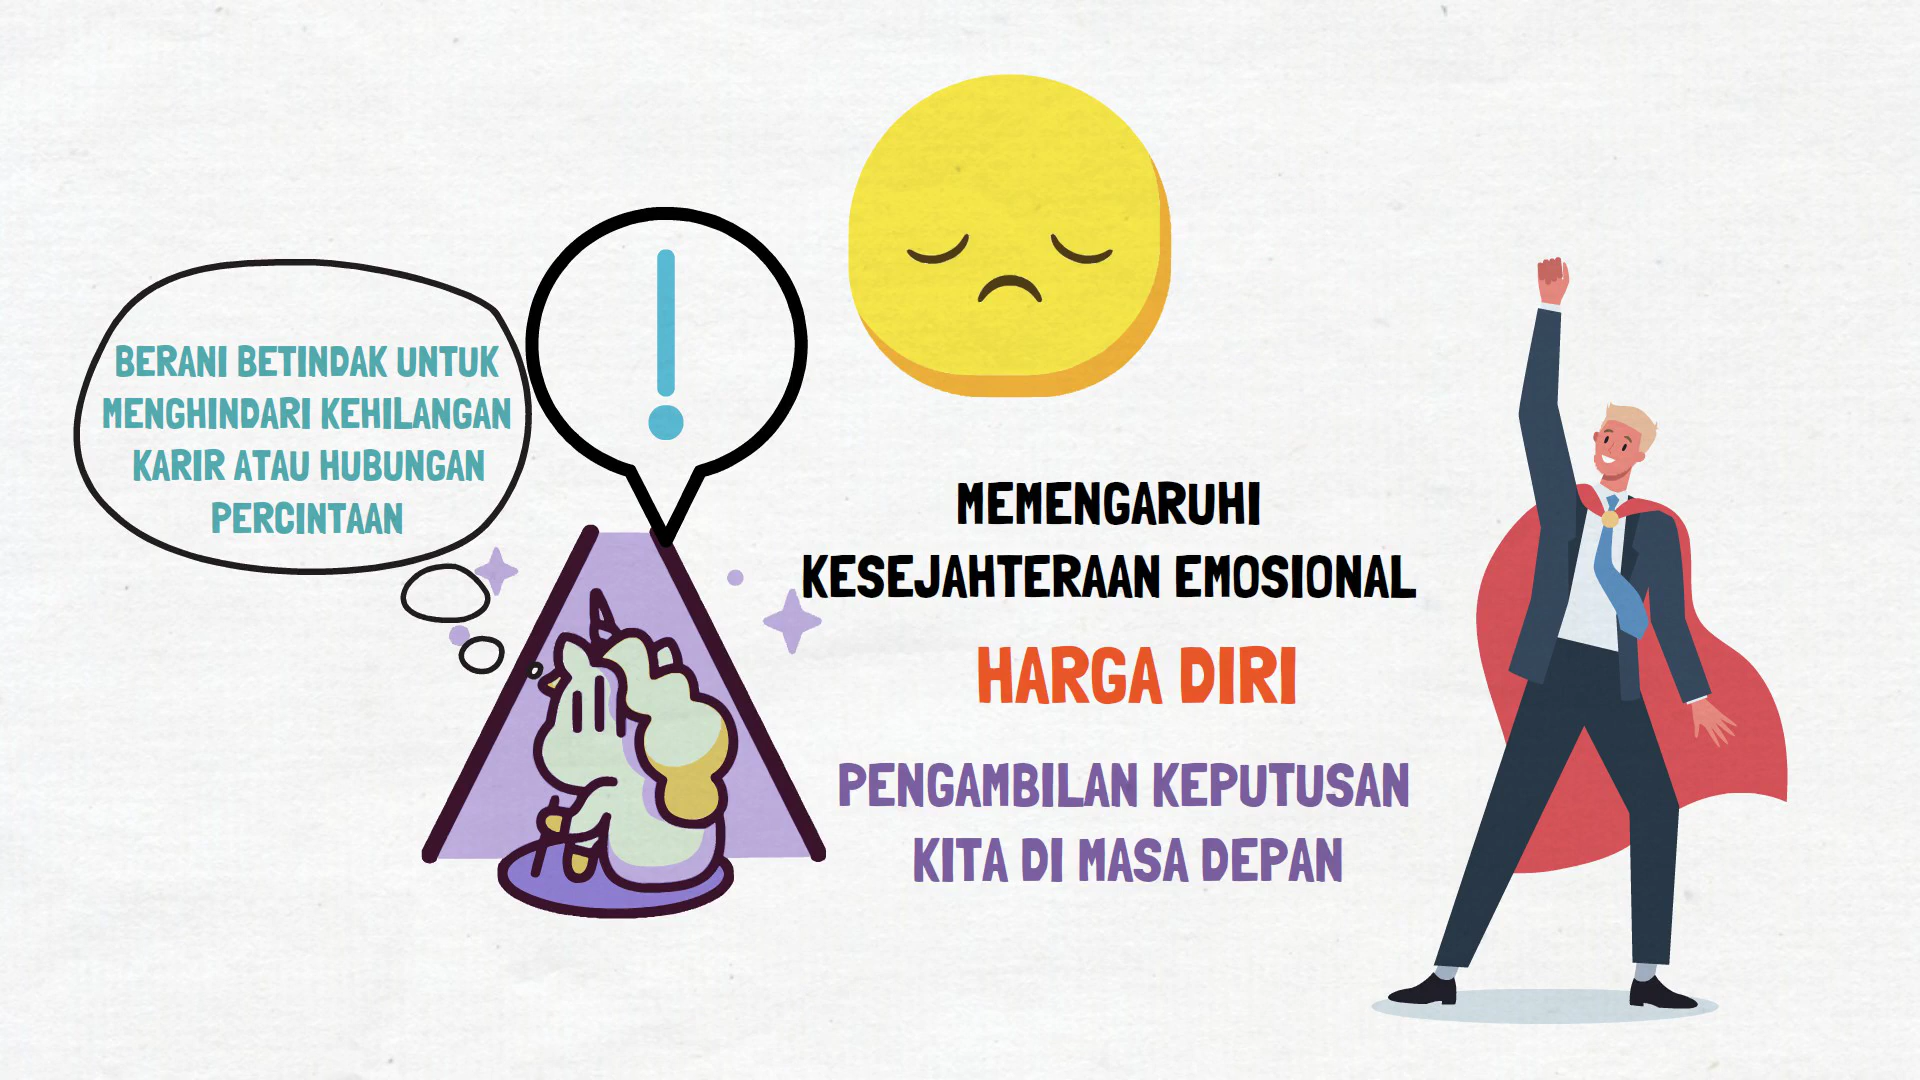 BERANI BETINDAK UNTUK
MENGHINDARI KEHILANGAN
KARIR ATAU HUBUNGAN
PERCINTAAN
!
MEMENGARUHI
KESEJAHTERAAN EMOSIONAL
HARGA DIRI
PENGAMBILAN KEPUTUSAN
KITA DI MASA DEPAN